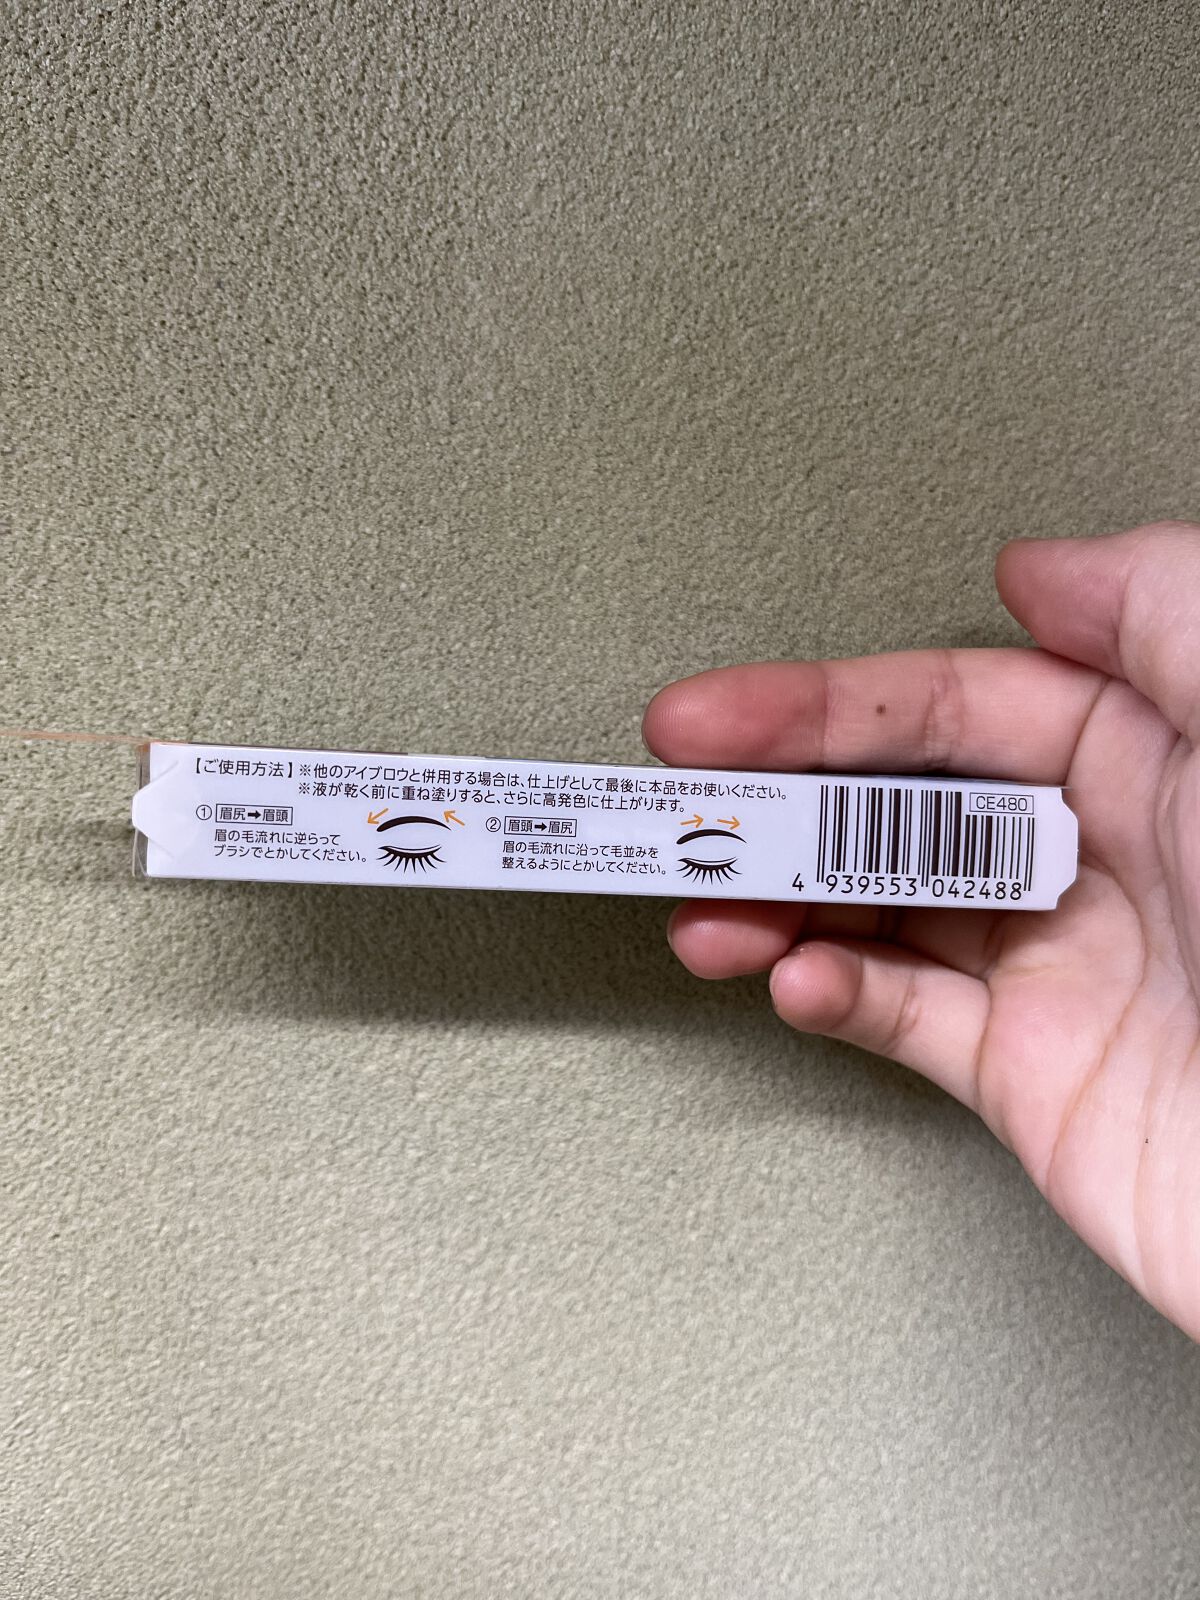 【ご使用方法】※他のアイブロウと併用する場合は、仕上げとして最後に本品をお使いください。
※液が乾く前に重ね塗りすると、さらに高発色に仕上がります。
① 眉尻➡眉頭
眉の毛流れに逆らって
ブラシでとかしてください。
② 眉頭➡眉尻
眉の毛流れに沿って毛並みを
整えるようにとかしてください。
CE480
4 939553 042488